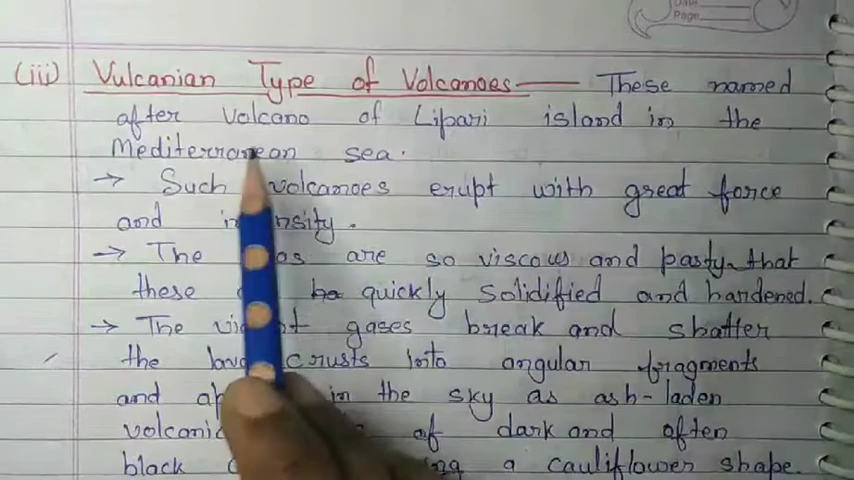 Date
Page
(iii) Vulcanian Type of Volcanoes — These named
after volcano of Lipari island in the
Mediterranean sea.
→ Such volcanoes erupt with great force
and intensity.
→ The are so viscous and pasty that
these quickly solidified and hardened.
→ The gases break and shatter
the crusts into angular fragments
and in the sky as ash-laden
volcanic of dark and often
black a cauliflower shape.